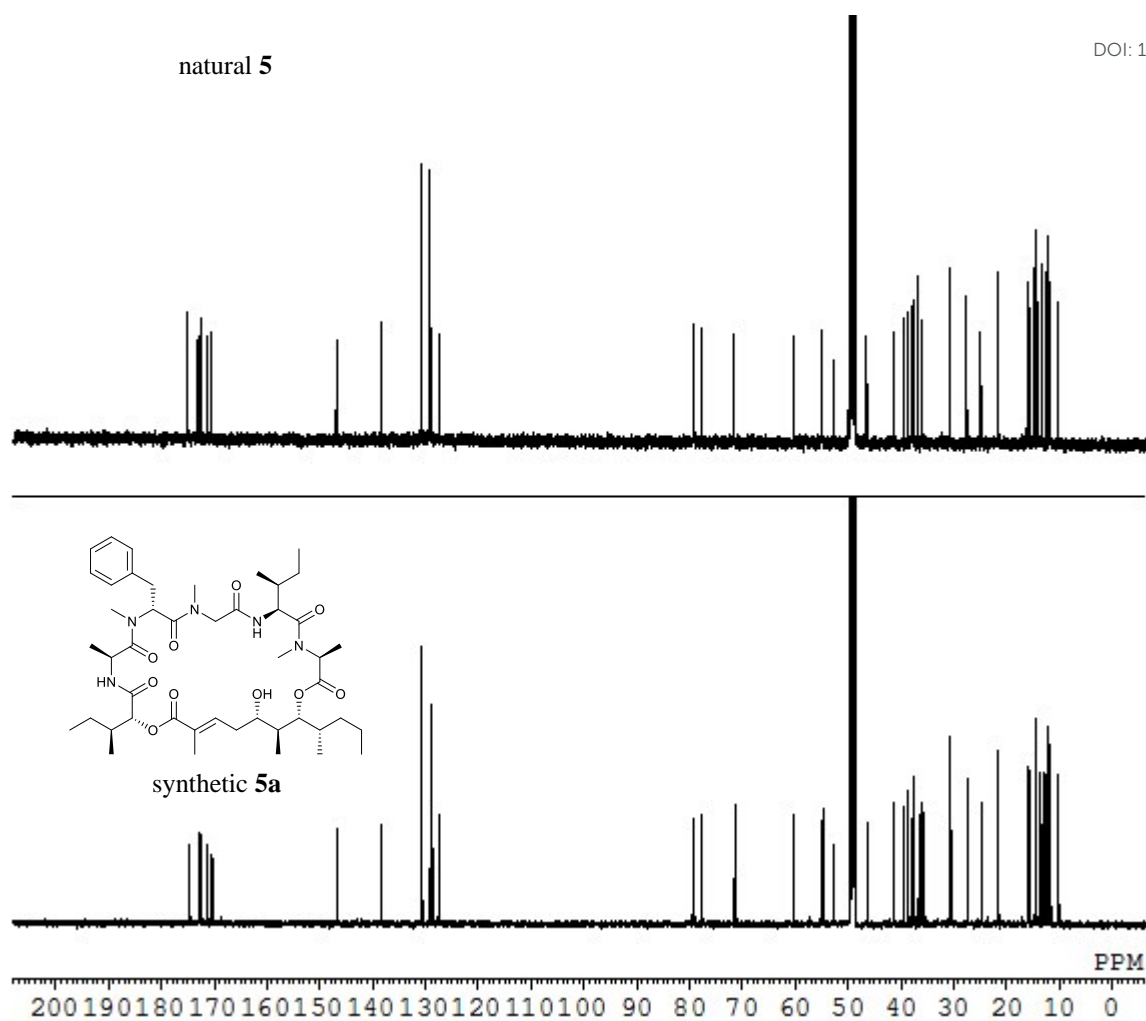 DOI: 1
natural 5
O
N O
N N
H
O N
O
HN O
O OH O O
O
synthetic 5a
PPM
200 190 180 170 160 150 140 130 120 110 100 90 80 70 60 50 40 30 20 10 0